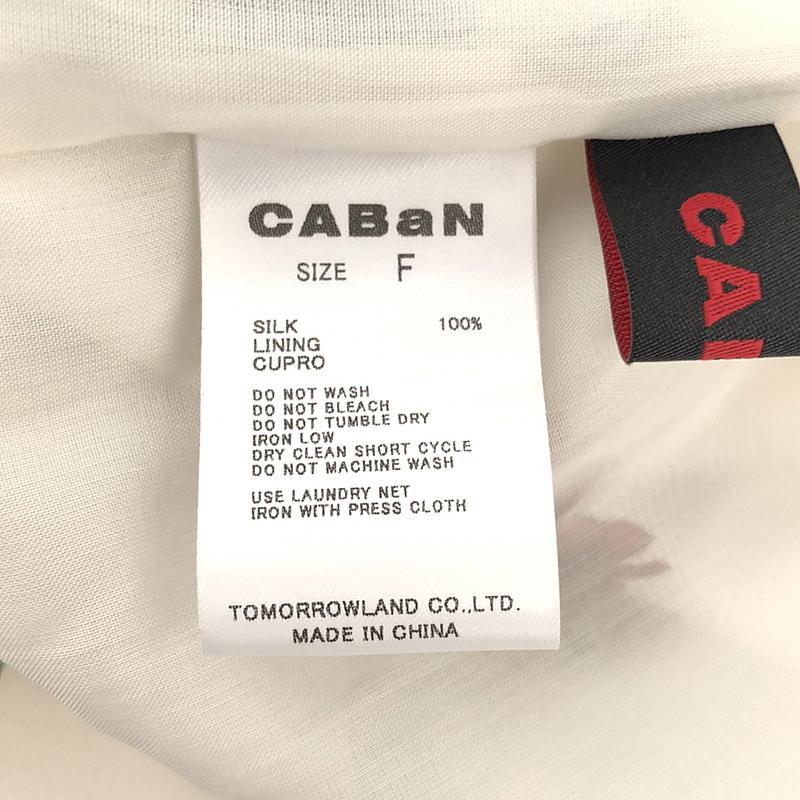 CABaN
SIZE F
SILK 100%
LINING
CUPRO
DO NOT WASH
DO NOT BLEACH
DO NOT TUMBLE DRY
IRON LOW
DRY CLEAN SHORT CYCLE
DO NOT MACHINE WASH
USE LAUNDRY NET
IRON WITH PRESS CLOTH
TOMORROWLAND CO.,LTD.
MADE IN CHINA
CA